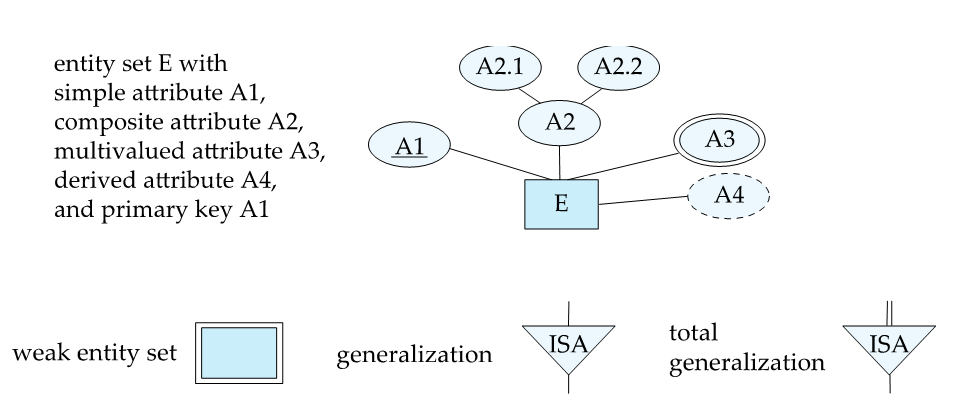 entity set E with
simple attribute A1,
composite attribute A2,
multivalued attribute A3,
derived attribute A4,
and primary key A1
A2.1
A2.2
A2
A1
A3
A4
E
weak entity set
generalization
ISA
total
generalization
ISA